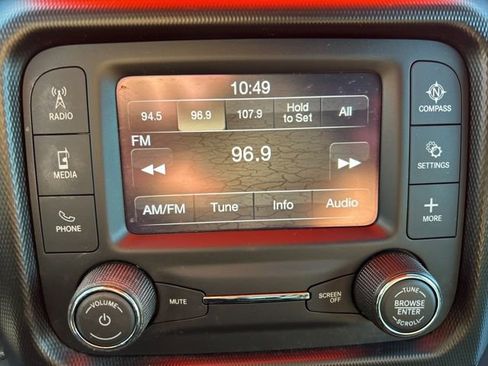 10:49
94.5 96.9 107.9 Hold to Set All
FM
96.9
AM/FM Tune Info Audio
RADIO
MEDIA
PHONE
COMPASS
N
SETTINGS
MORE
VOLUME
MUTE
SCREEN OFF
TUNE
BROWSE
ENTER
SCROLL